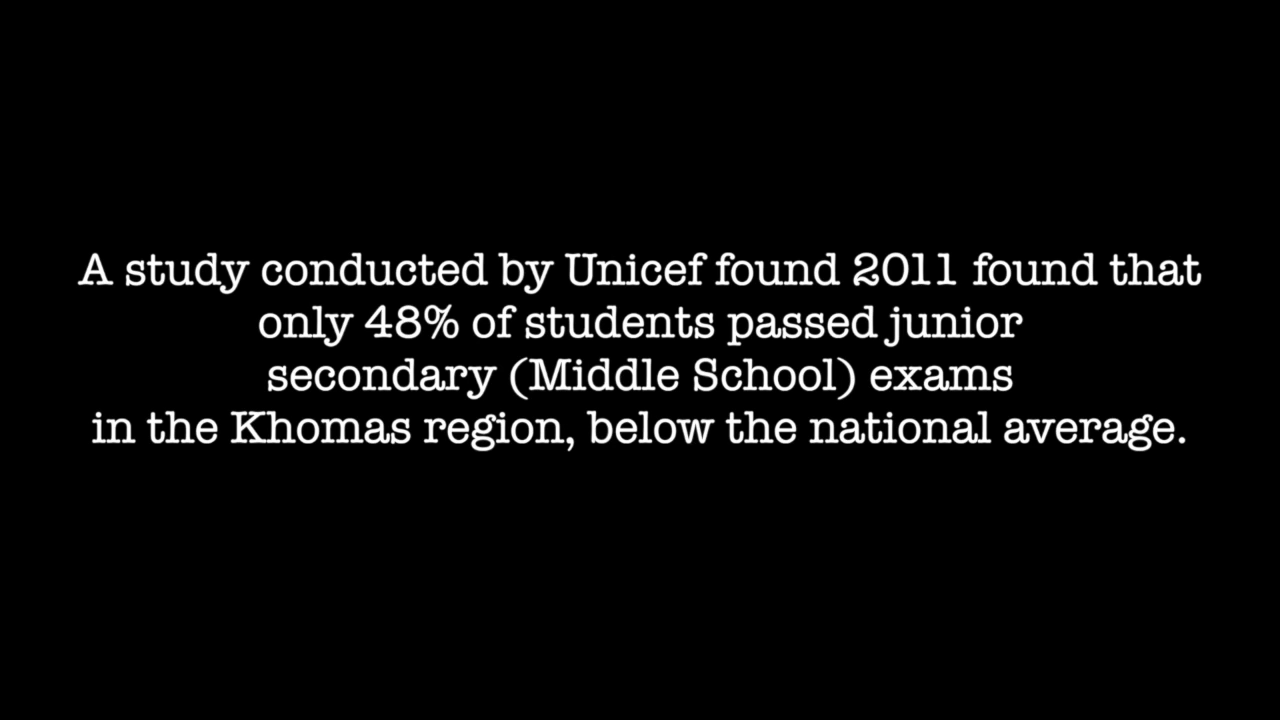 A study conducted by Unicef found 2011 found that
only 48% of students passed junior
secondary (Middle School) exams
in the Khomas region, below the national average.